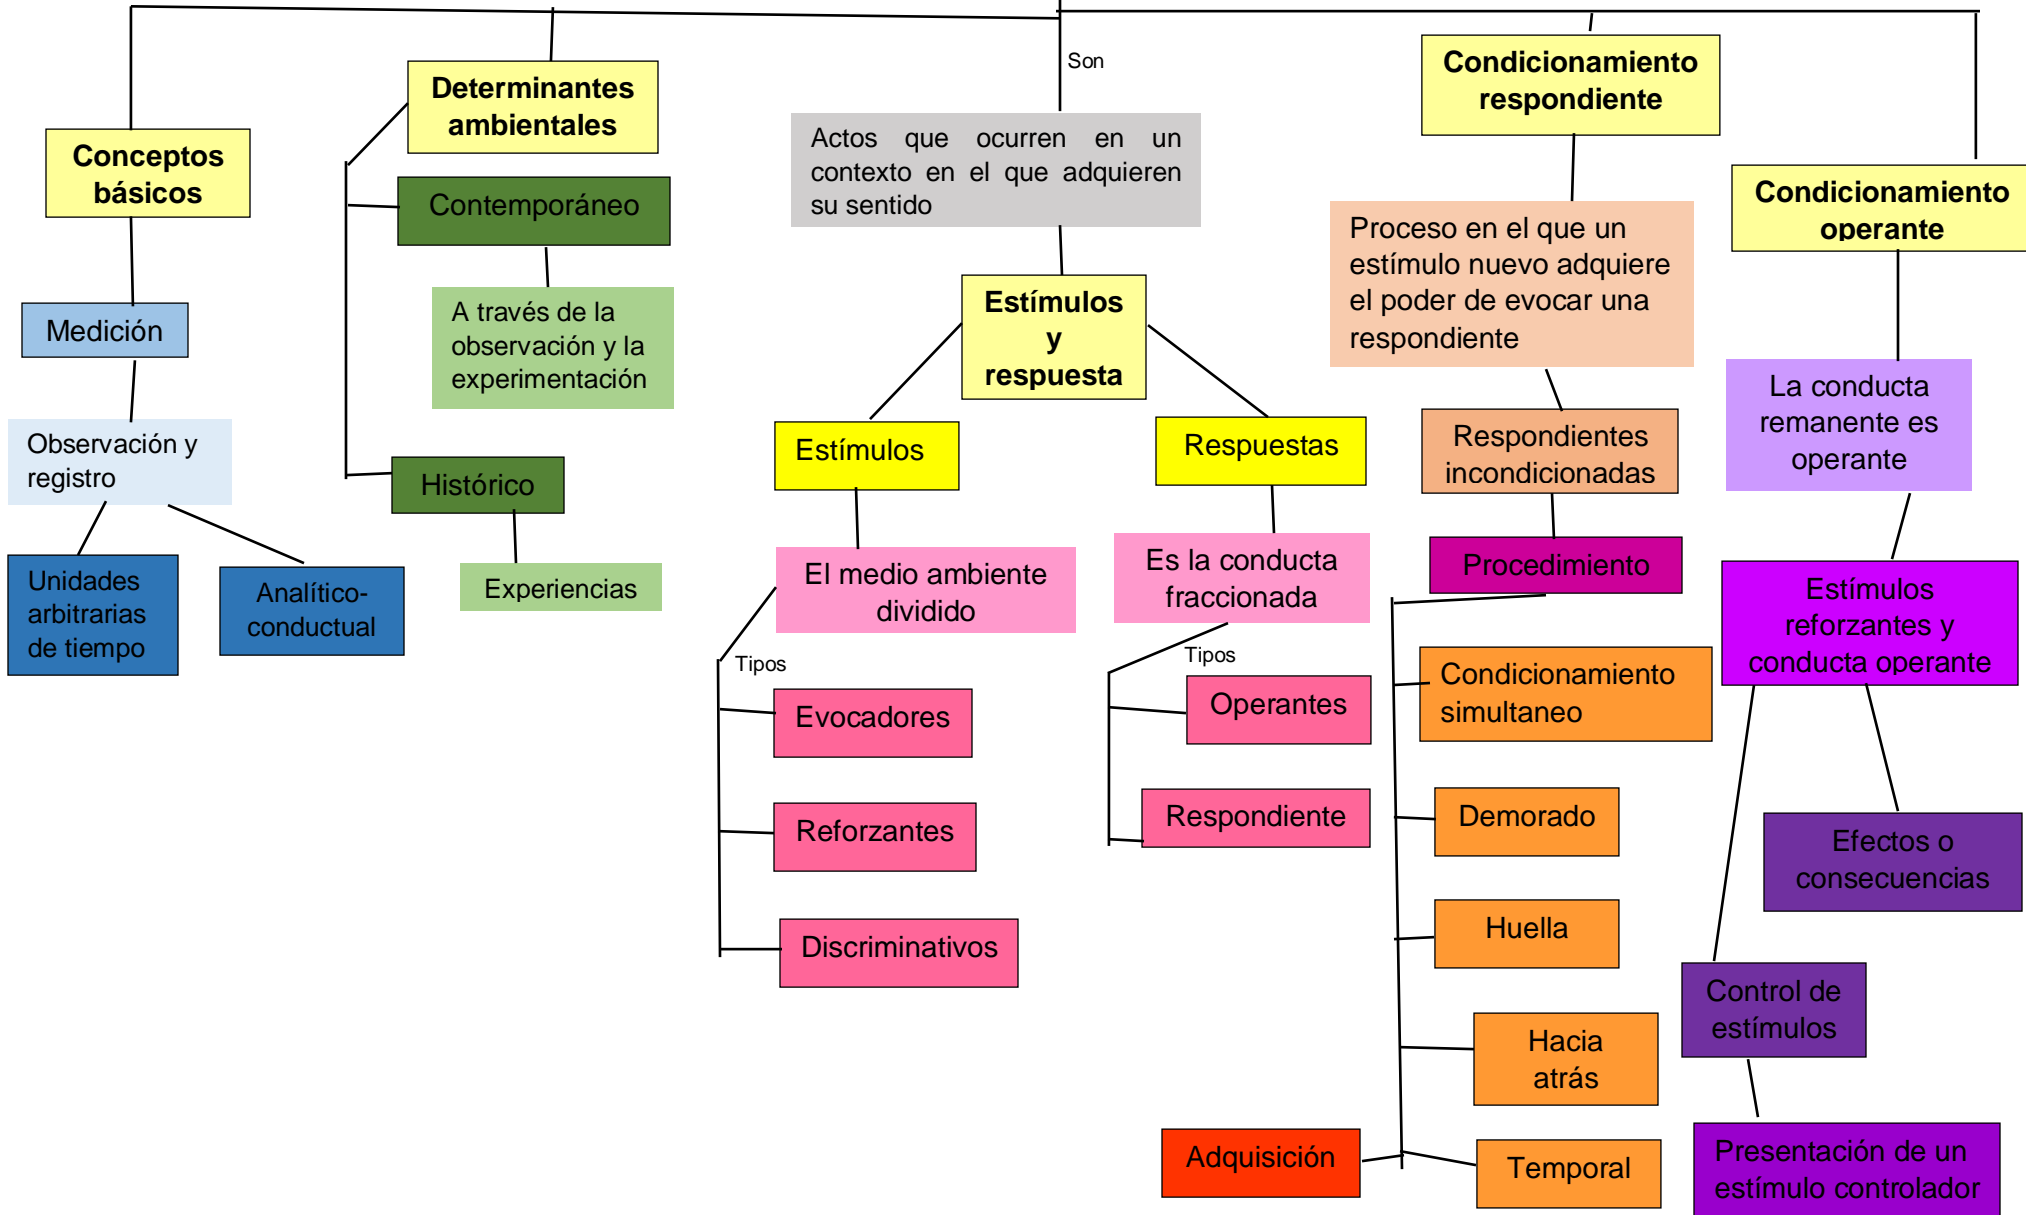 Conceptos
básicos
Medición
Observación y
registro
Unidades
arbitrarias
de tiempo
Analítico-
conductual
Determinantes
ambientales
Contemporáneo
A través de la
observación y la
experimentación
Histórico
Experiencias
Son
Actos que ocurren en un
contexto en el que adquieren
su sentido
Estímulos
y
respuesta
Estímulos
El medio ambiente
dividido
Tipos
Evocadores
Reforzantes
Discriminativos
Respuestas
Es la conducta
fraccionada
Tipos
Operantes
Respondiente
Condicionamiento
respondiente
Proceso en el que un
estímulo nuevo adquiere
el poder de evocar una
respondiente
Respondientes
incondicionadas
Procedimiento
Condicionamiento
simultaneo
Demorado
Huella
Hacia
atrás
Temporal
Adquisición
Condicionamiento
operante
La conducta
remanente es
operante
Estímulos
reforzantes y
conducta operante
Efectos o
consecuencias
Control de
estímulos
Presentación de un
estímulo controlador